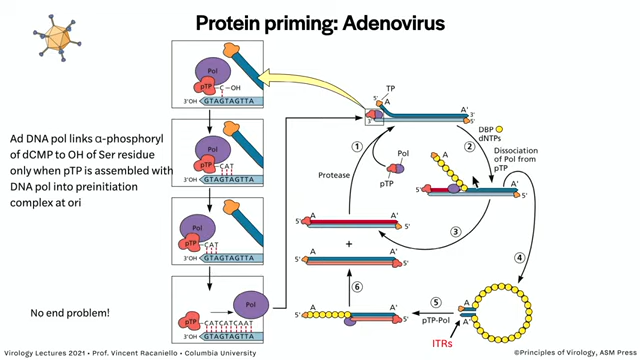 Protein priming: Adenovirus
Pol
pTP
C – OH
3'OH
GTAGTAGTTA
Pol
pTP
CAT
3'OH
GTAGTAGTTA
Pol
pTP
CAT
3'OH
GTAGTAGTTA
Pol
pTP
CATCATCAAT
3'OH
GTAGTAGTTA
Ad DNA pol links α-phosphoryl
of dCMP to OH of Ser residue
only when pTP is assembled with
DNA pol into preinitiation
complex at ori
No end problem!
TP
5'
A
A'
3'
5'
DBP
dNTPs
1
2
Pol
pTP
Protease
Dissociation
of Pol from
pTP
A
5'
A'
5'
5'
3
4
5' A A' 5'
+
5' A A' 5'
6
5
pTP-Pol
5' A A' 5'
A
A'
5'
ITRs
Virology Lectures 2021 • Prof. Vincent Racaniello • Columbia University
©Principles of Virology, ASM Press